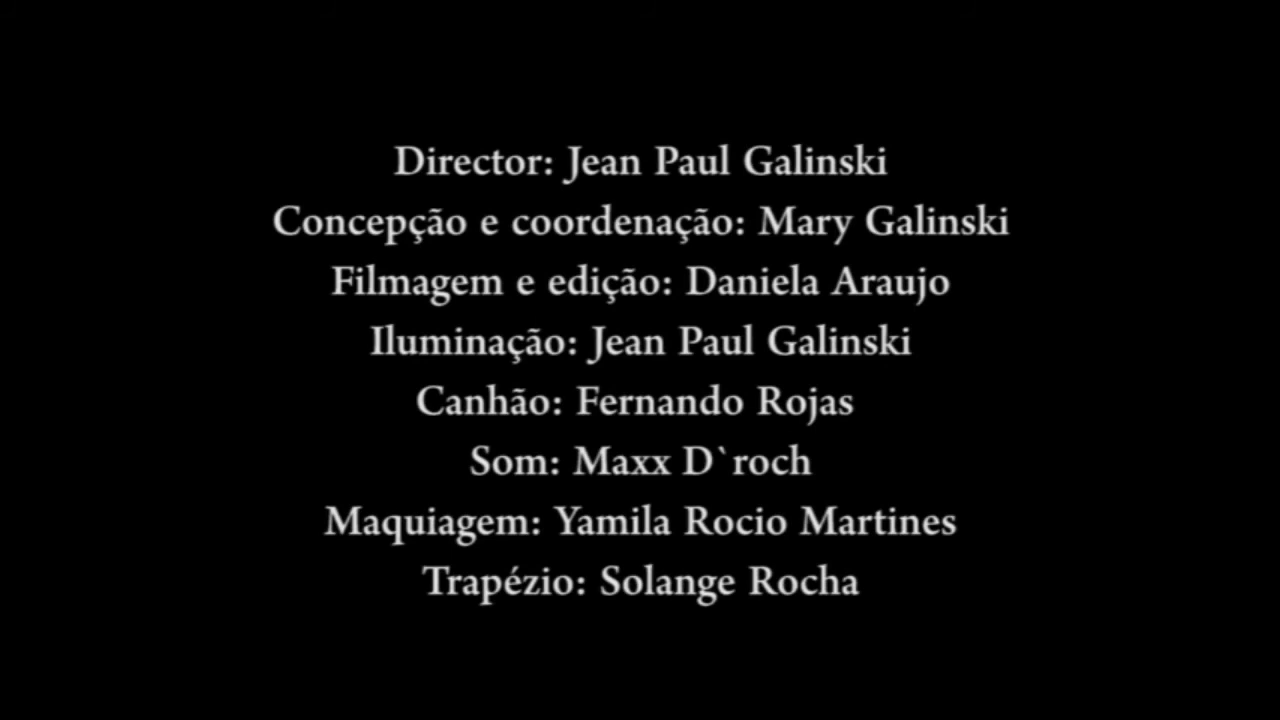 Director: Jean Paul Galinski
Concepção e coordenação: Mary Galinski
Filmagem e edição: Daniela Araujo
Iluminação: Jean Paul Galinski
Canhão: Fernando Rojas
Som: Maxx D`roch
Maquiagem: Yamila Rocio Martines
Trapézio: Solange Rocha